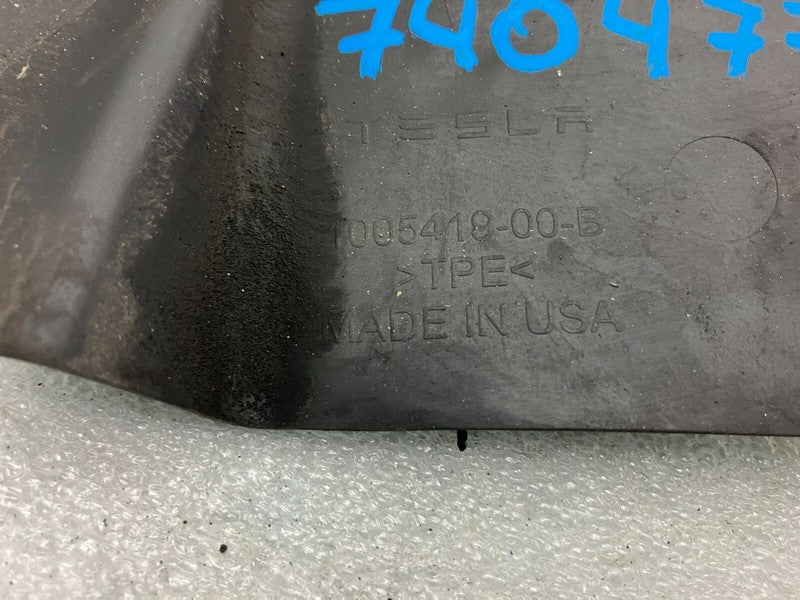 74047
TESLA
1005418-00-B
>TPE<
MADE IN USA